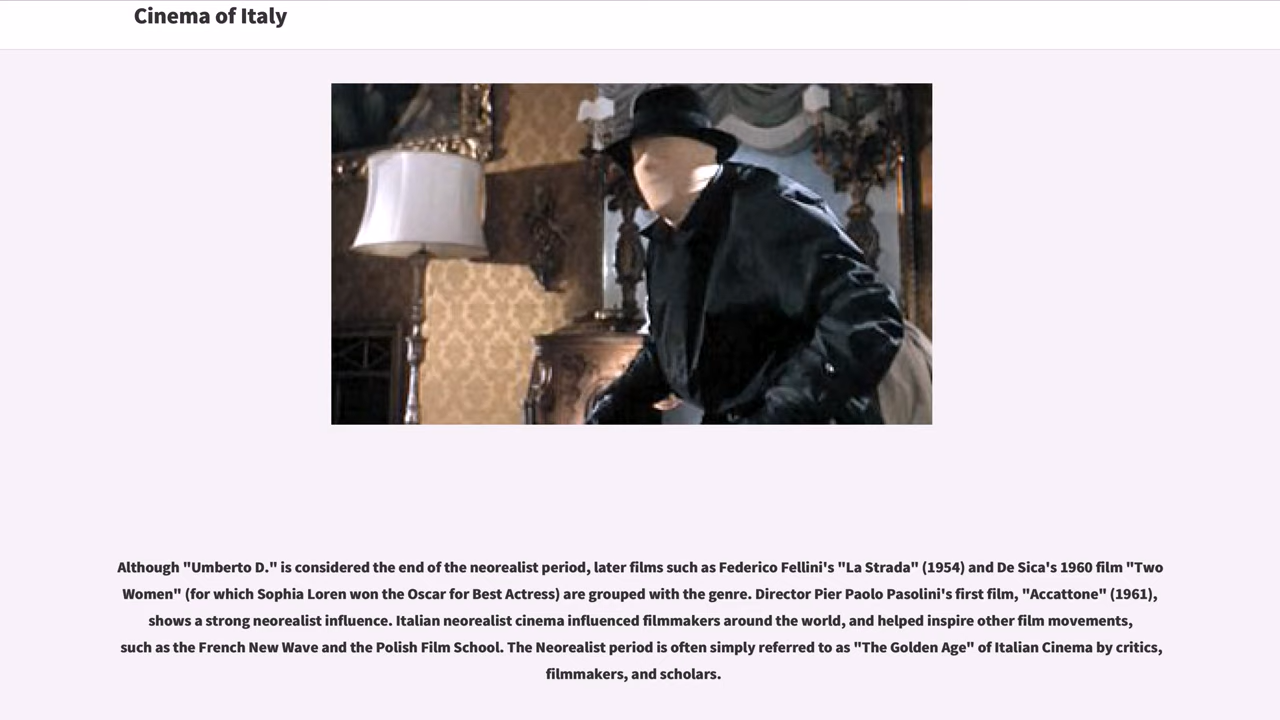 Cinema of Italy
Although "Umberto D." is considered the end of the neorealist period, later films such as Federico Fellini's "La Strada" (1954) and De Sica's 1960 film "Two
Women" (for which Sophia Loren won the Oscar for Best Actress) are grouped with the genre. Director Pier Paolo Pasolini's first film, "Accattone" (1961),
shows a strong neorealist influence. Italian neorealist cinema influenced filmmakers around the world, and helped inspire other film movements,
such as the French New Wave and the Polish Film School. The Neorealist period is often simply referred to as "The Golden Age" of Italian Cinema by critics,
filmmakers, and scholars.